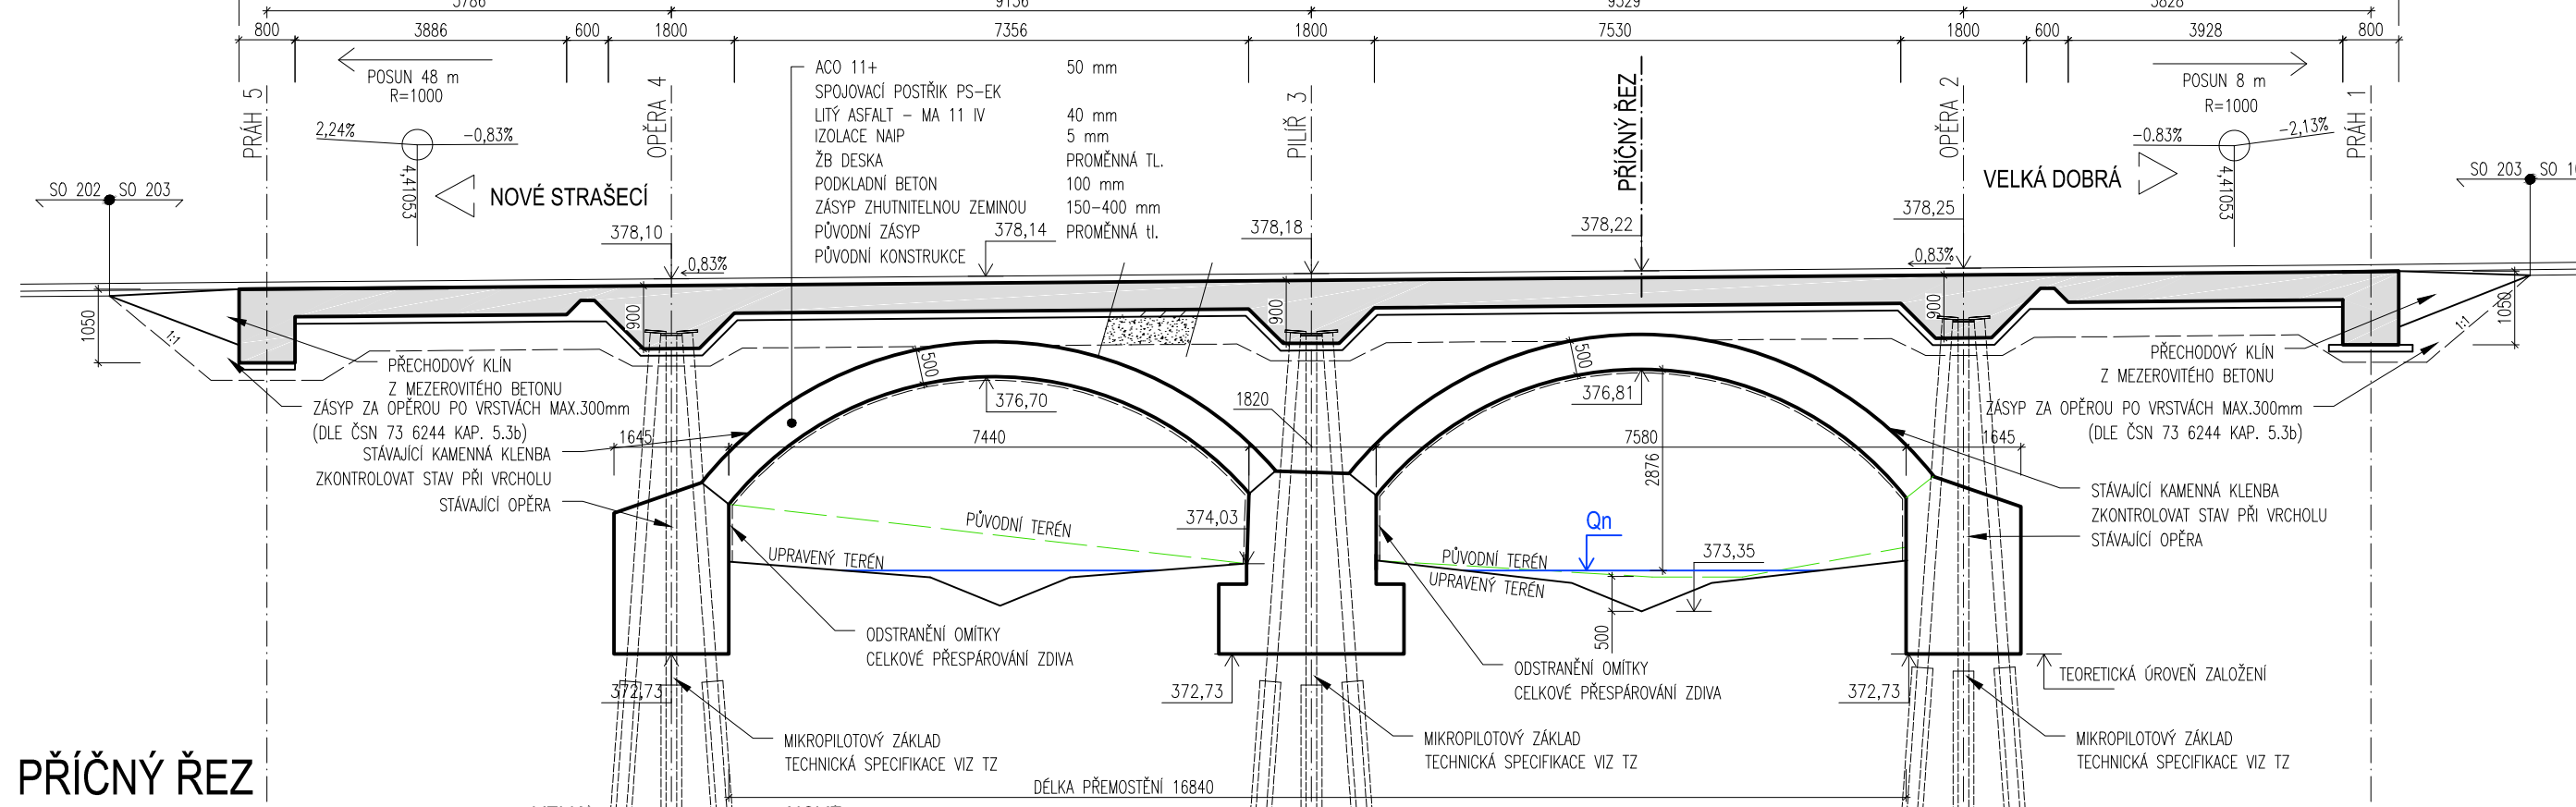 9156
9529
800
3886
600
1800
7356
1800
7530
1800
600
3928
800
POSUN 48 m
R=1000
POSUN 8 m
R=1000
PRÁH 5
OPĚRA 4
PILÍŘ 3
PŘÍČNÝ ŘEZ
OPĚRA 2
PRÁH 1
ACO 11+ 50 mm
SPOJOVACÍ POSTŘIK PS-EK
LITÝ ASFALT - MA 11 IV 40 mm
IZOLACE NAIP 5 mm
ŽB DESKA PROMĚNNÁ TL.
PODKLADNÍ BETON 100 mm
ZÁSYP ZHUTNITELNOU ZEMINOU 150-400 mm
PŮVODNÍ ZÁSYP PROMĚNNÁ tl.
PŮVODNÍ KONSTRUKCE
2,24%
-0,83%
4,41053
-0.83%
-2,13%
4,41053
SO 202
SO 203
NOVÉ STRAŠECÍ
VELKÁ DOBRÁ
SO 203
378,10
378,14
378,18
378,22
378,25
0,83%
0,83%
1050
900
900
900
1050
1:1
1:1
500
500
PŘECHODOVÝ KLÍN
Z MEZEROVITÉHO BETONU
ZÁSYP ZA OPĚROU PO VRSTVÁCH MAX.300mm
(DLE ČSN 73 6244 KAP. 5.3b)
STÁVAJÍCÍ KAMENNÁ KLENBA
ZKONTROLOVAT STAV PŘI VRCHOLU
STÁVAJÍCÍ OPĚRA
PŘECHODOVÝ KLÍN
Z MEZEROVITÉHO BETONU
ZÁSYP ZA OPĚROU PO VRSTVÁCH MAX.300mm
(DLE ČSN 73 6244 KAP. 5.3b)
376,70
1820
376,81
1645
7440
7580
1645
2876
STÁVAJÍCÍ KAMENNÁ KLENBA
ZKONTROLOVAT STAV PŘI VRCHOLU
STÁVAJÍCÍ OPĚRA
PŮVODNÍ TERÉN
UPRAVENÝ TERÉN
374,03
Qn
PŮVODNÍ TERÉN
UPRAVENÝ TERÉN
373,35
500
ODSTRANĚNÍ OMÍTKY
CELKOVÉ PŘESPÁROVÁNÍ ZDIVA
ODSTRANĚNÍ OMÍTKY
CELKOVÉ PŘESPÁROVÁNÍ ZDIVA
TEORETICKÁ ÚROVEŇ ZALOŽENÍ
372,73
372,73
372,73
MIKROPILOTOVÝ ZÁKLAD
TECHNICKÁ SPECIFIKACE VIZ TZ
MIKROPILOTOVÝ ZÁKLAD
TECHNICKÁ SPECIFIKACE VIZ TZ
MIKROPILOTOVÝ ZÁKLAD
TECHNICKÁ SPECIFIKACE VIZ TZ
PŘÍČNÝ ŘEZ
DÉLKA PŘEMOSTĚNÍ 16840